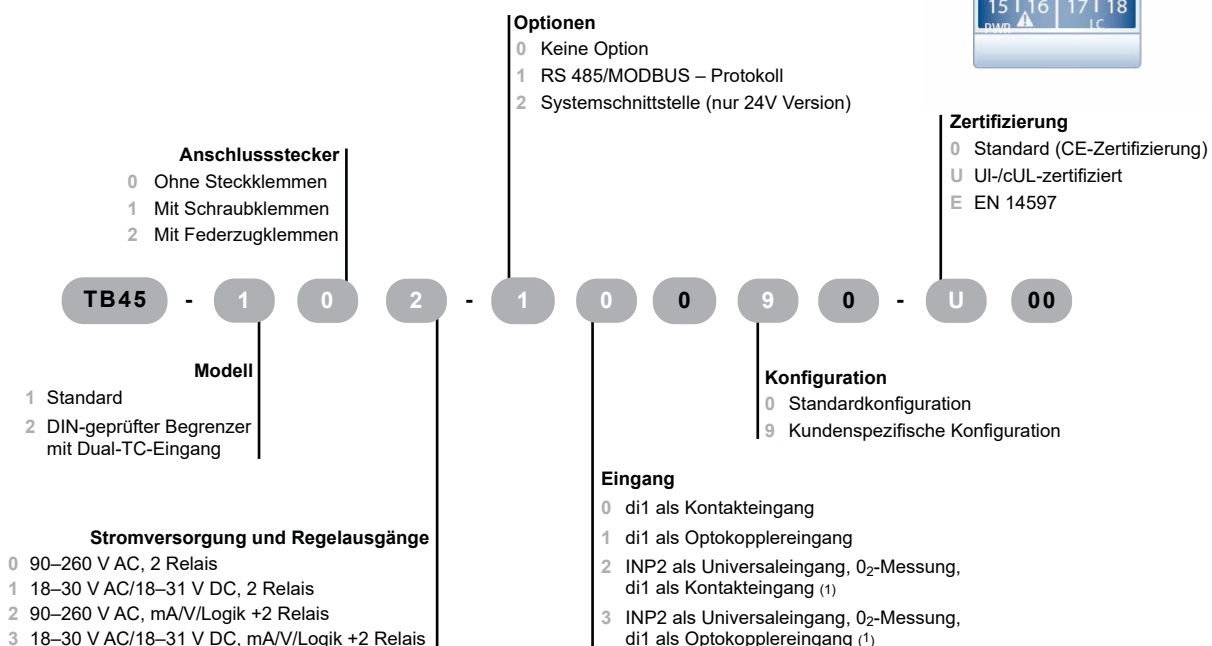 15 16 17 18
PWR LC
Optionen
0 Keine Option
1 RS 485/MODBUS – Protokoll
2 Systemschnittstelle (nur 24V Version)
Zertifizierung
0 Standard (CE-Zertifizierung)
U Ul-/cUL-zertifiziert
E EN 14597
Anschlussstecker
0 Ohne Steckklemmen
1 Mit Schraubklemmen
2 Mit Federzugklemmen
TB45 - 1 0 2 - 1 0 0 9 0 - U 00
Modell
1 Standard
2 DIN-geprüfter Begrenzer
mit Dual-TC-Eingang
Konfiguration
0 Standardkonfiguration
9 Kundenspezifische Konfiguration
Stromversorgung und Regelausgänge
0 90–260 V AC, 2 Relais
1 18–30 V AC/18–31 V DC, 2 Relais
2 90–260 V AC, mA/V/Logik +2 Relais
3 18–30 V AC/18–31 V DC, mA/V/Logik +2 Relais
Eingang
0 di1 als Kontakteingang
1 di1 als Optokopplereingang
2 INP2 als Universaleingang, 0₂-Messung,
di1 als Kontakteingang (1)
3 INP2 als Universaleingang, 0₂-Messung,
di1 als Optokopplereingang (1)